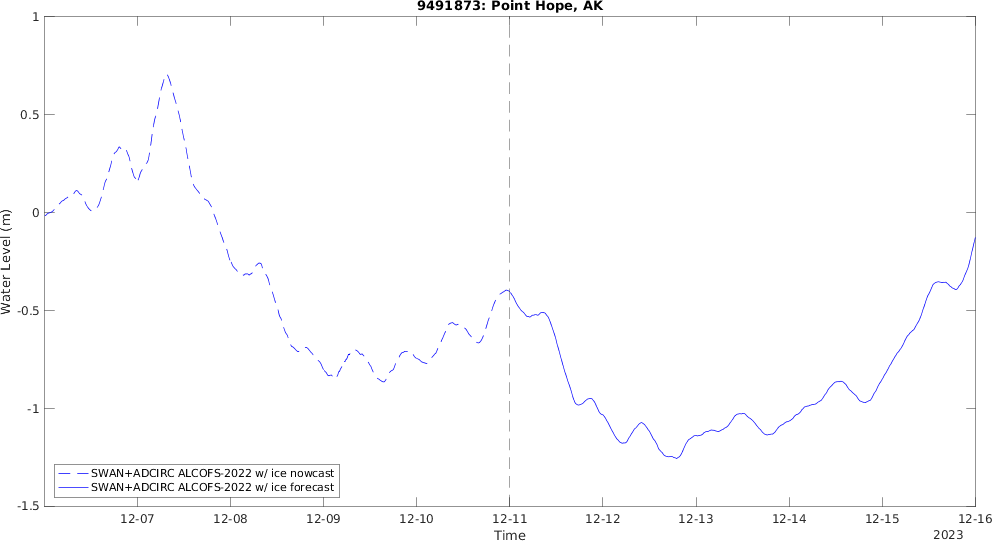 9491873: Point Hope, AK
1
0.5
0
-0.5
-1
-1.5
Water Level (m)
SWAN+ADCIRC ALCOFS-2022 w/ ice nowcast
SWAN+ADCIRC ALCOFS-2022 w/ ice forecast
12-07 12-08 12-09 12-10 12-11 12-12 12-13 12-14 12-15 12-16
Time
2023